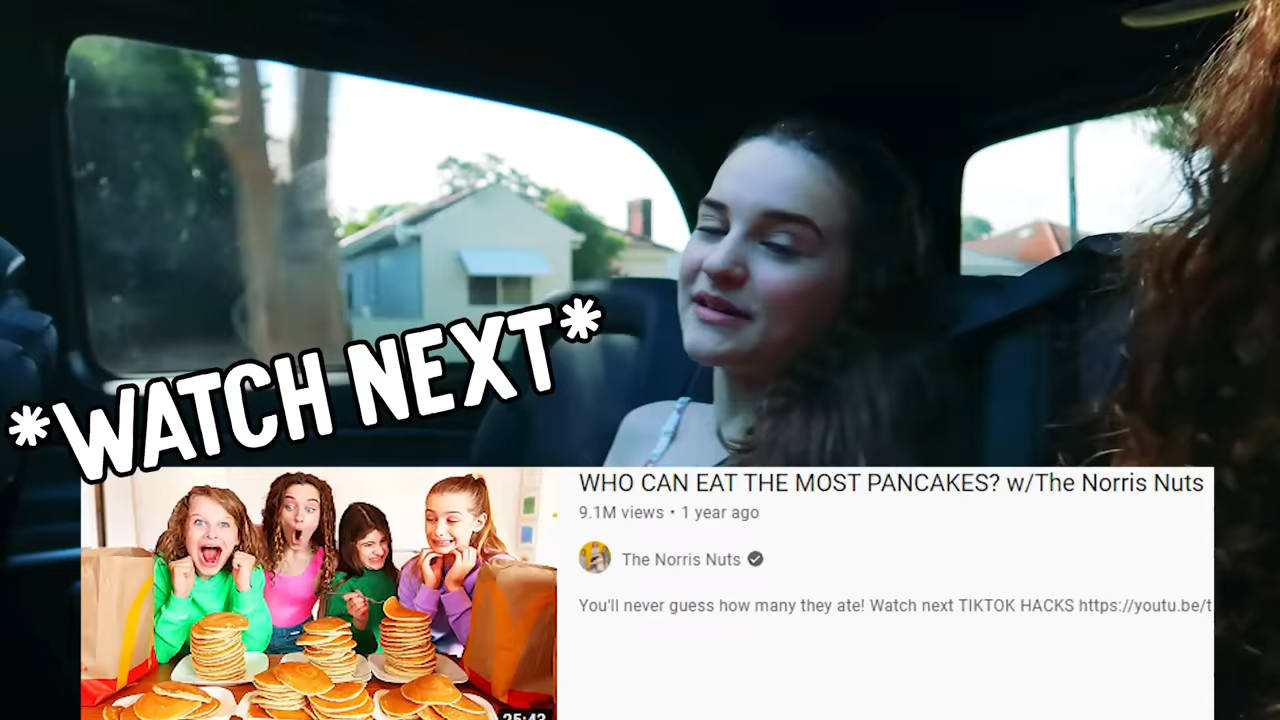 *WATCH NEXT*
WHO CAN EAT THE MOST PANCAKES? w/The Norris Nuts
9.1M views • 1 year ago
The Norris Nuts
You'll never guess how many they ate! Watch next TIKTOK HACKS https://youtu.be/t
25:43